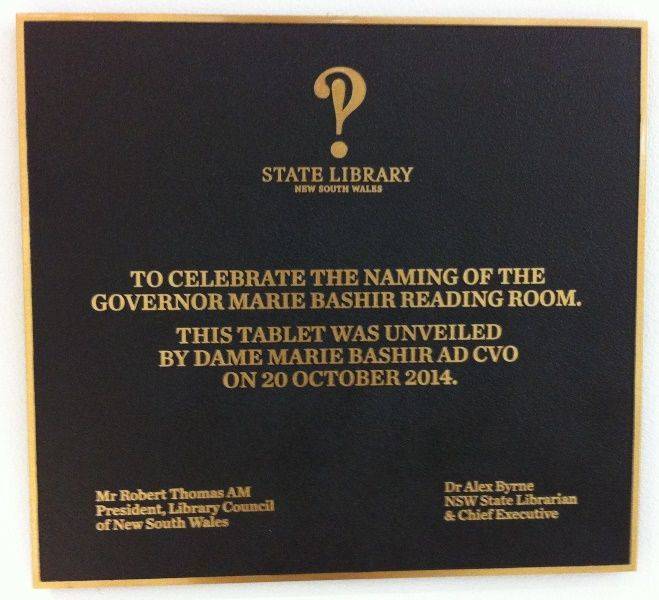 STATE LIBRARY
NEW SOUTH WALES
TO CELEBRATE THE NAMING OF THE
GOVERNOR MARIE BASHIR READING ROOM.
THIS TABLET WAS UNVEILED
BY DAME MARIE BASHIR AD CVO
ON 20 OCTOBER 2014.
Mr Robert Thomas AM
President, Library Council
of New South Wales
Dr Alex Byrne
NSW State Librarian
& Chief Executive